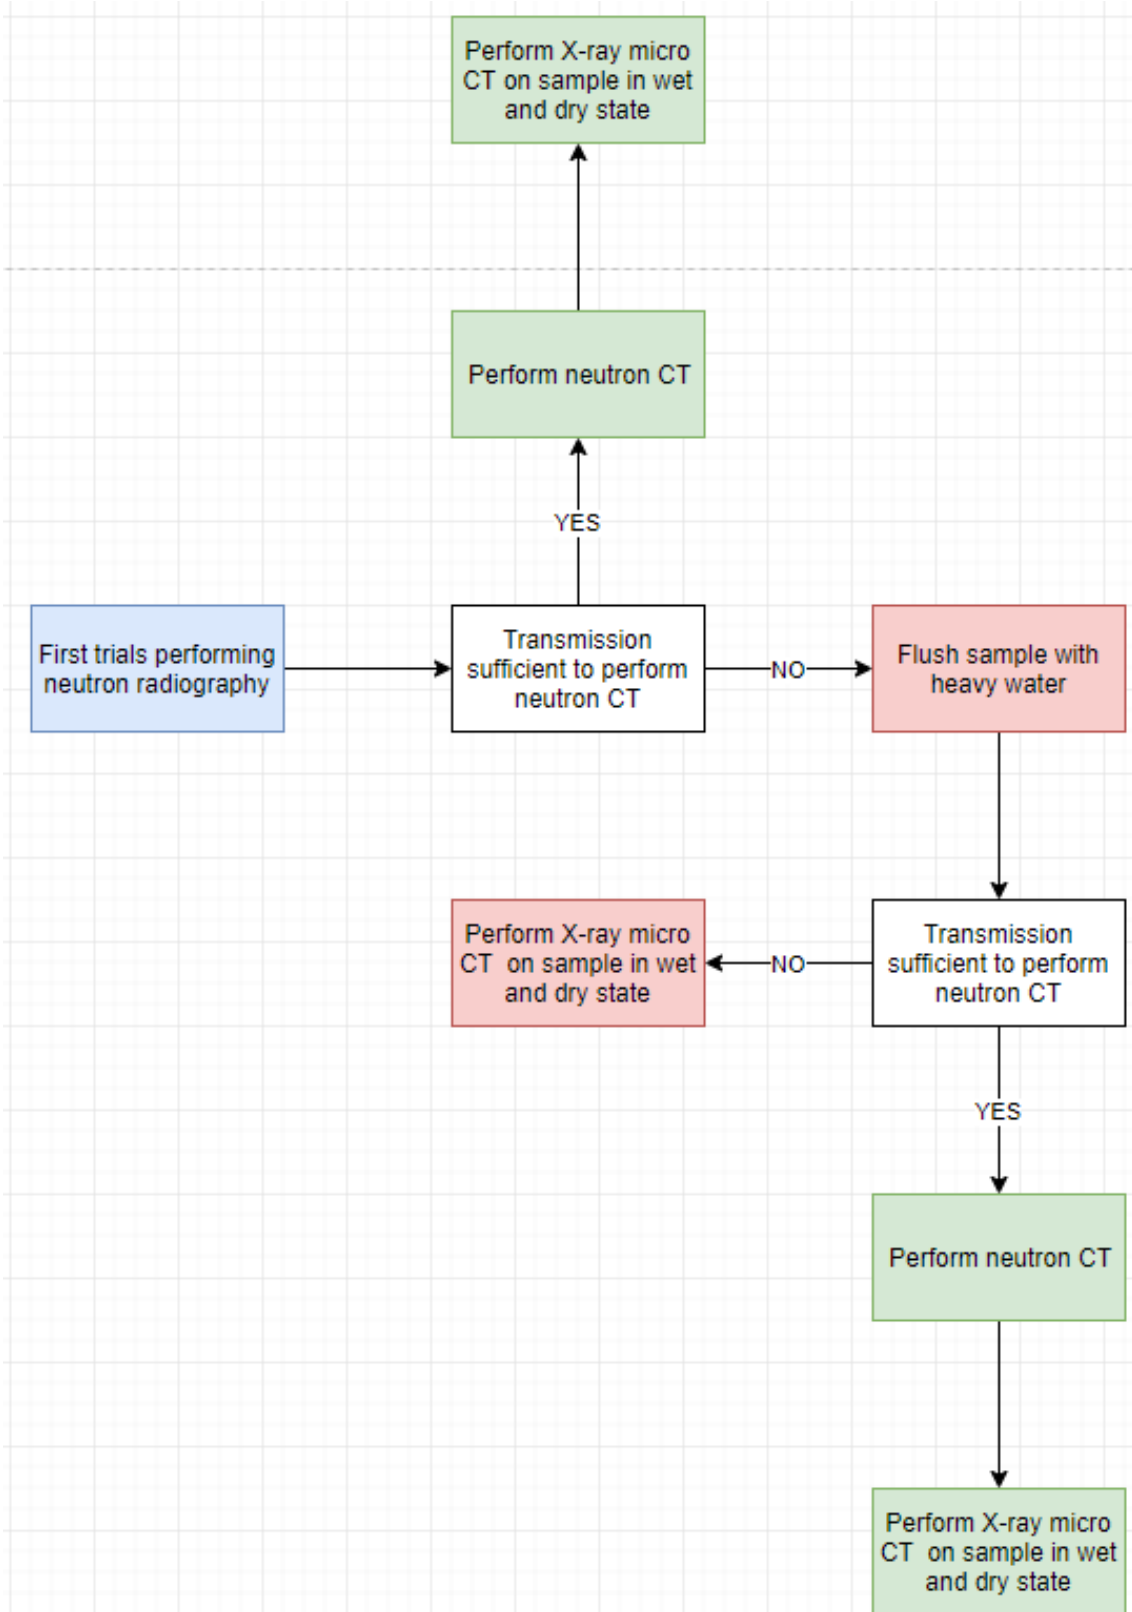 Perform X-ray micro
CT on sample in wet
and dry state
Perform neutron CT
YES
First trials performing
neutron radiography
Transmission
sufficient to perform
neutron CT
NO
Flush sample with
heavy water
Perform X-ray micro
CT on sample in wet
and dry state
NO
Transmission
sufficient to perform
neutron CT
YES
Perform neutron CT
Perform X-ray micro
CT on sample in wet
and dry state